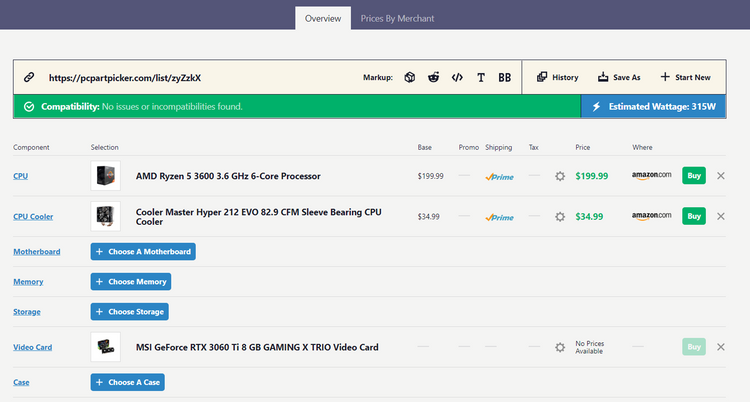 Overview Prices By Merchant
https://pcpartpicker.com/list/zyZzkX Markup: T BB History Save As Start New
Compatibility: No issues or incompatibilities found. Estimated Wattage: 315W
Component Selection Base Promo Shipping Tax Price Where
CPU AMD Ryzen 5 3600 3.6 GHz 6-Core Processor $199.99 — Prime — $199.99 amazon.com Buy
CPU Cooler Cooler Master Hyper 212 EVO 82.9 CFM Sleeve Bearing CPU
Cooler $34.99 — Prime — $34.99 amazon.com Buy
Motherboard + Choose A Motherboard
Memory + Choose Memory
Storage + Choose Storage
Video Card MSI GeForce RTX 3060 Ti 8 GB GAMING X TRIO Video Card — — — — No Prices
Available — Buy
Case + Choose A Case